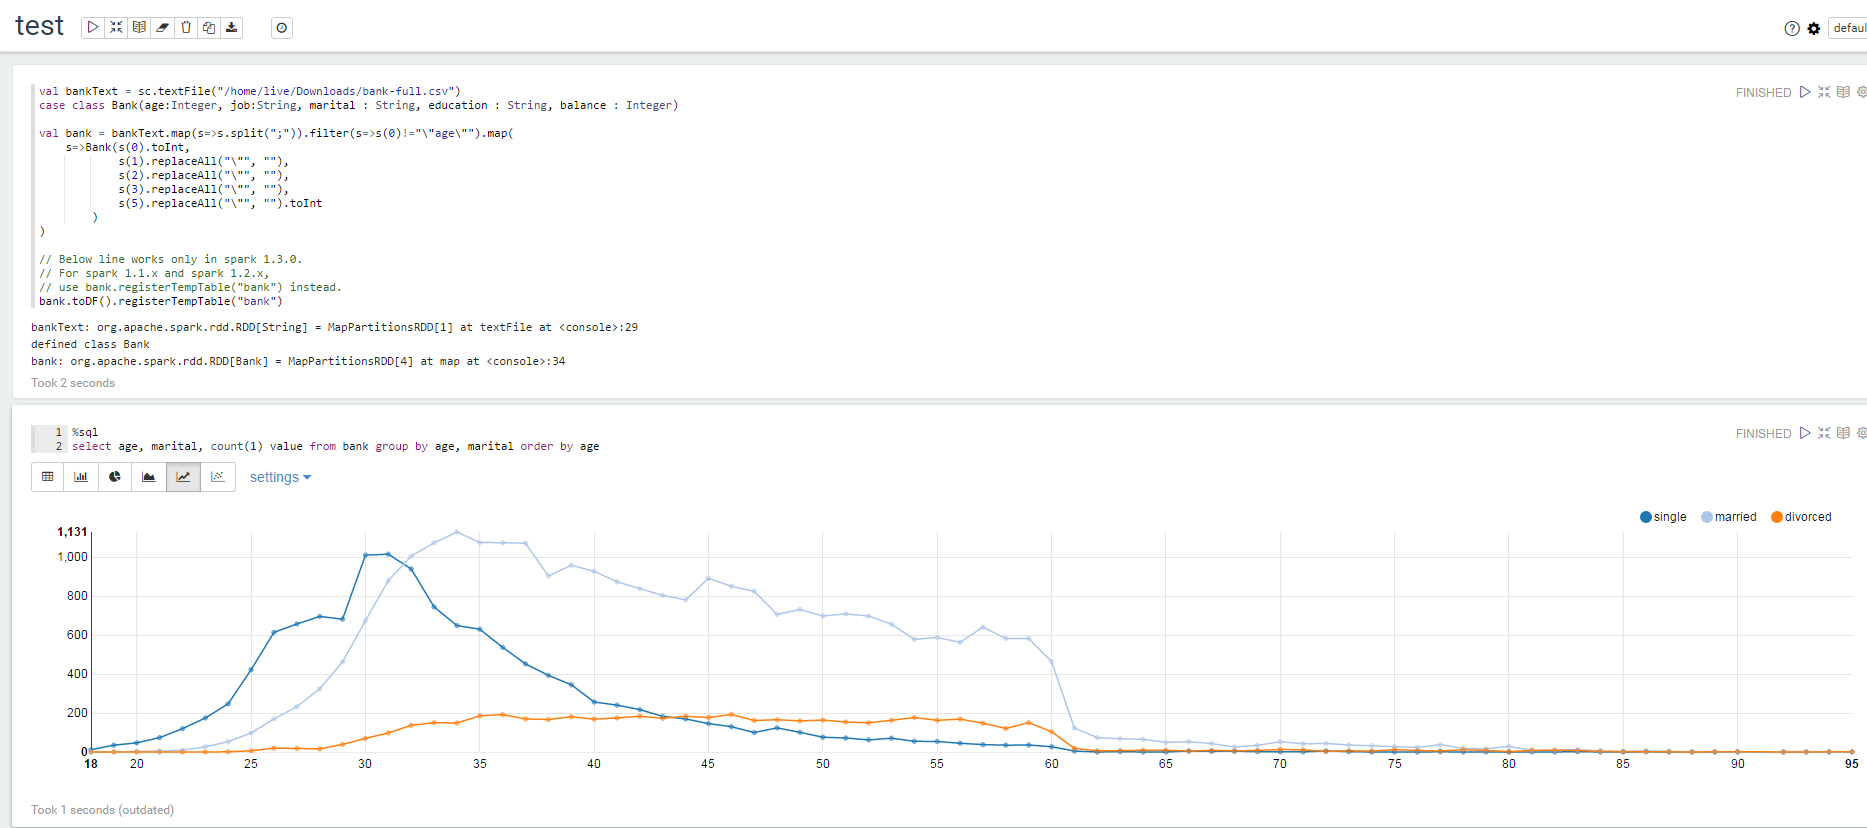 test
defaul
val bankText = sc.textFile("/home/live/Downloads/bank-full.csv")
case class Bank(age:Integer, job:String, marital : String, education : String, balance : Integer)
val bank = bankText.map(s=>s.split(";")).filter(s=>s(0)!="\"age\"").map(
s=>Bank(s(0).toInt,
s(1).replaceAll("\"", ""),
s(2).replaceAll("\"", ""),
s(3).replaceAll("\"", ""),
s(5).replaceAll("\"", "").toInt
)
)
// Below line works only in spark 1.3.0.
// For spark 1.1.x and spark 1.2.x,
// use bank.registerTempTable("bank") instead.
bank.toDF().registerTempTable("bank")
FINISHED
bankText: org.apache.spark.rdd.RDD[String] = MapPartitionsRDD[1] at textFile at <console>:29
defined class Bank
bank: org.apache.spark.rdd.RDD[Bank] = MapPartitionsRDD[4] at map at <console>:34
Took 2 seconds
1 %sql
2 select age, marital, count(1) value from bank group by age, marital order by age
FINISHED
settings
single married divorced
1,131
1,000
800
600
400
200
0
18 20 25 30 35 40 45 50 55 60 65 70 75 80 85 90 95
Took 1 seconds (outdated)